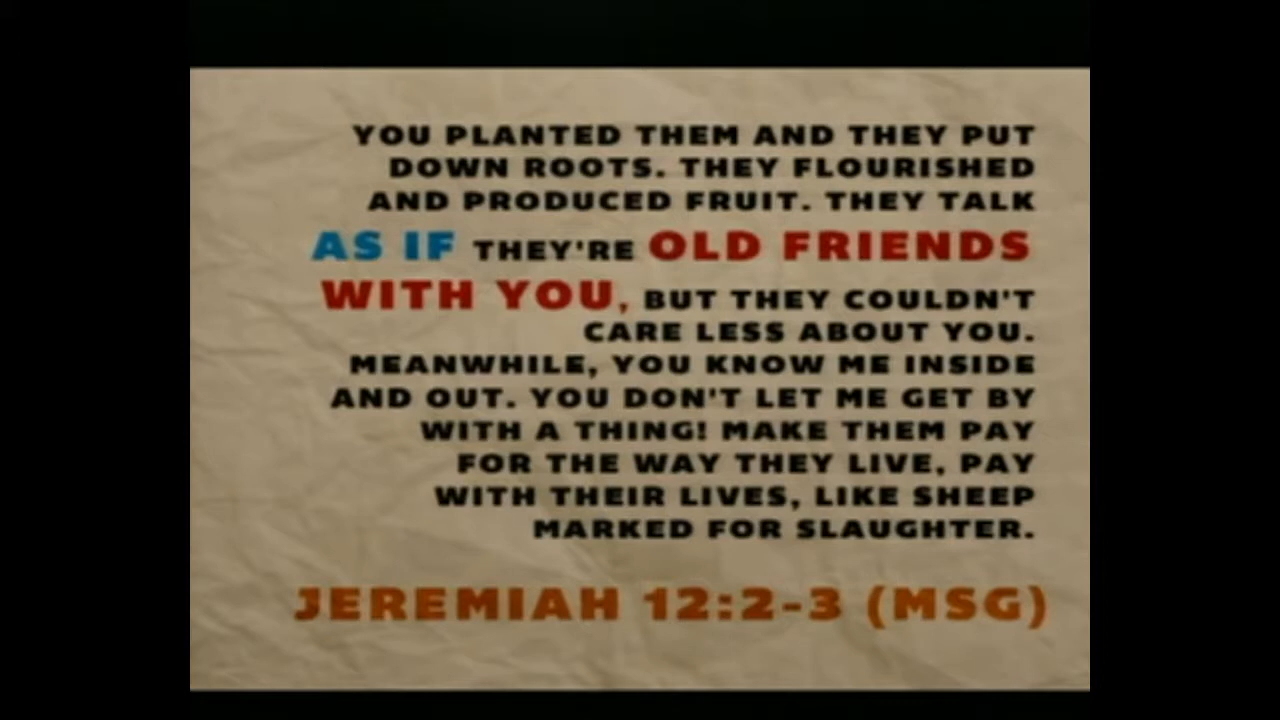 YOU PLANTED THEM AND THEY PUT
DOWN ROOTS. THEY FLOURISHED
AND PRODUCED FRUIT. THEY TALK
AS IF THEY'RE OLD FRIENDS
WITH YOU, BUT THEY COULDN'T
CARE LESS ABOUT YOU.
MEANWHILE, YOU KNOW ME INSIDE
AND OUT. YOU DON'T LET ME GET BY
WITH A THING! MAKE THEM PAY
FOR THE WAY THEY LIVE, PAY
WITH THEIR LIVES, LIKE SHEEP
MARKED FOR SLAUGHTER.
JEREMIAH 12:2-3 (MSG)